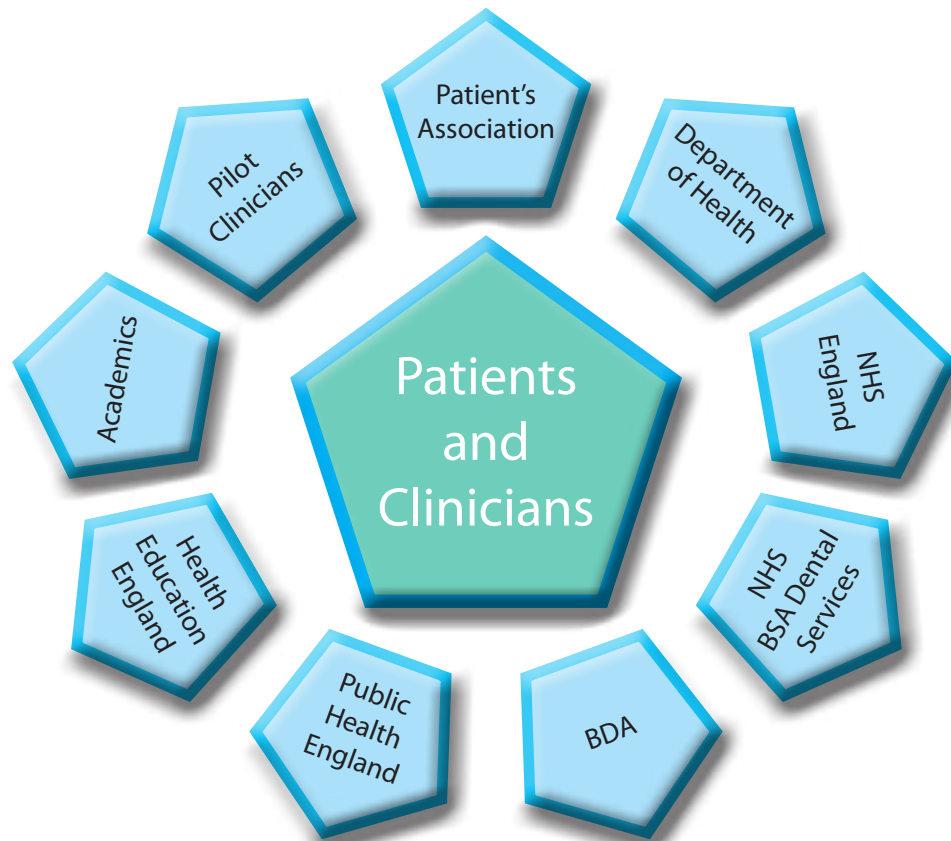 Patient's
Association
Department
of Health
NHS
England
NHS
BSA Dental
Services
BDA
Public
Health
England
Health
Education
England
Academics
Pilot
Clinicians
Patients
and
Clinicians